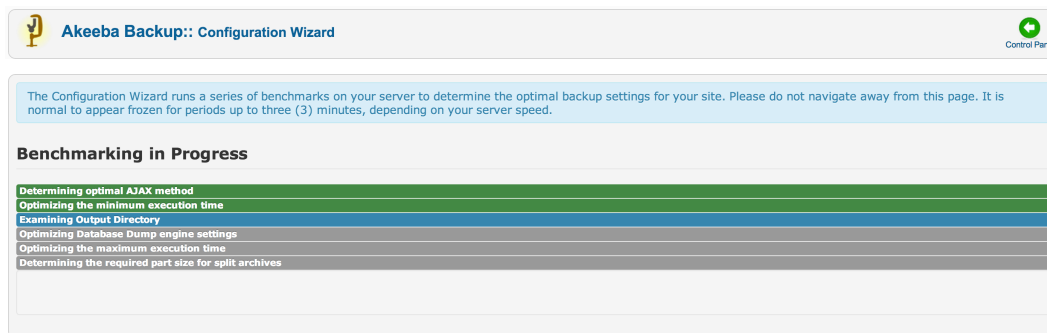 Akeeba Backup:: Configuration Wizard
Control
The Configuration Wizard runs a series of benchmarks on your server to determine the optimal backup settings for your site. Please do not navigate away from this page. It is
normal to appear frozen for periods up to three (3) minutes, depending on your server speed.
Benchmarking in Progress
Determining optimal AJAX method
Optimizing the minimum execution time
Examining Output Directory
Optimizing Database Dump engine settings
Optimizing the maximum execution time
Determining the required part size for split archives